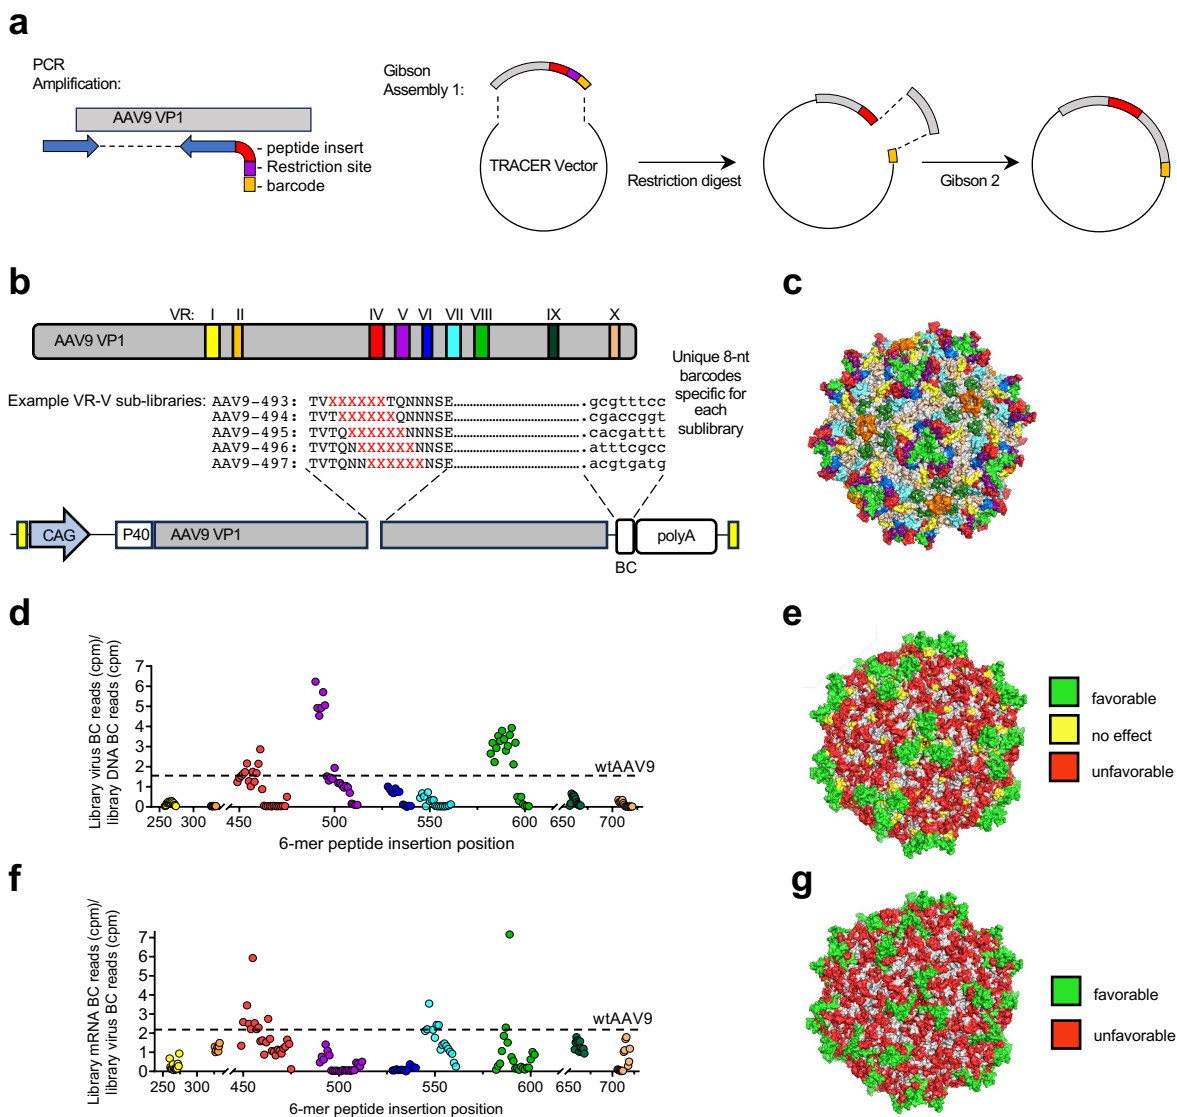 a
PCR
Amplification:
AAV9 VP1
- peptide insert
- Restriction site
- barcode
Gibson
Assembly 1:
TRACER Vector
Restriction digest
Gibson 2
b
VR: I II IV V VI VII VIII IX X
AAV9 VP1
Unique 8-nt
barcodes
specific for
each
sublibrary
Example VR-V sub-libraries:
AAV9-493: TVXXXXXXTQNNNSE.................gcgtttcc
AAV9-494: TVTXXXXXXQNNNSE.................cgaccggt
AAV9-495: TVTQXXXXXXNNNSE.................cacgattt
AAV9-496: TVTQNXXXXXXNNSE.................atttcgcc
AAV9-497: TVTQNNXXXXXXNSE.................acgtgatg
CAG
P40
AAV9 VP1
BC
polyA
c
d
Library virus BC reads (cpm)/
library DNA BC reads (cpm)
7
6
5
4
3
2
1
0
wtAAV9
250 300 450 500 550 600 650 700
6-mer peptide insertion position
e
favorable
no effect
unfavorable
f
Library mRNA BC reads (cpm)/
library virus BC reads (cpm)
7
6
5
4
3
2
1
0
wtAAV9
250 300 450 500 550 600 650 700
6-mer peptide insertion position
g
favorable
unfavorable